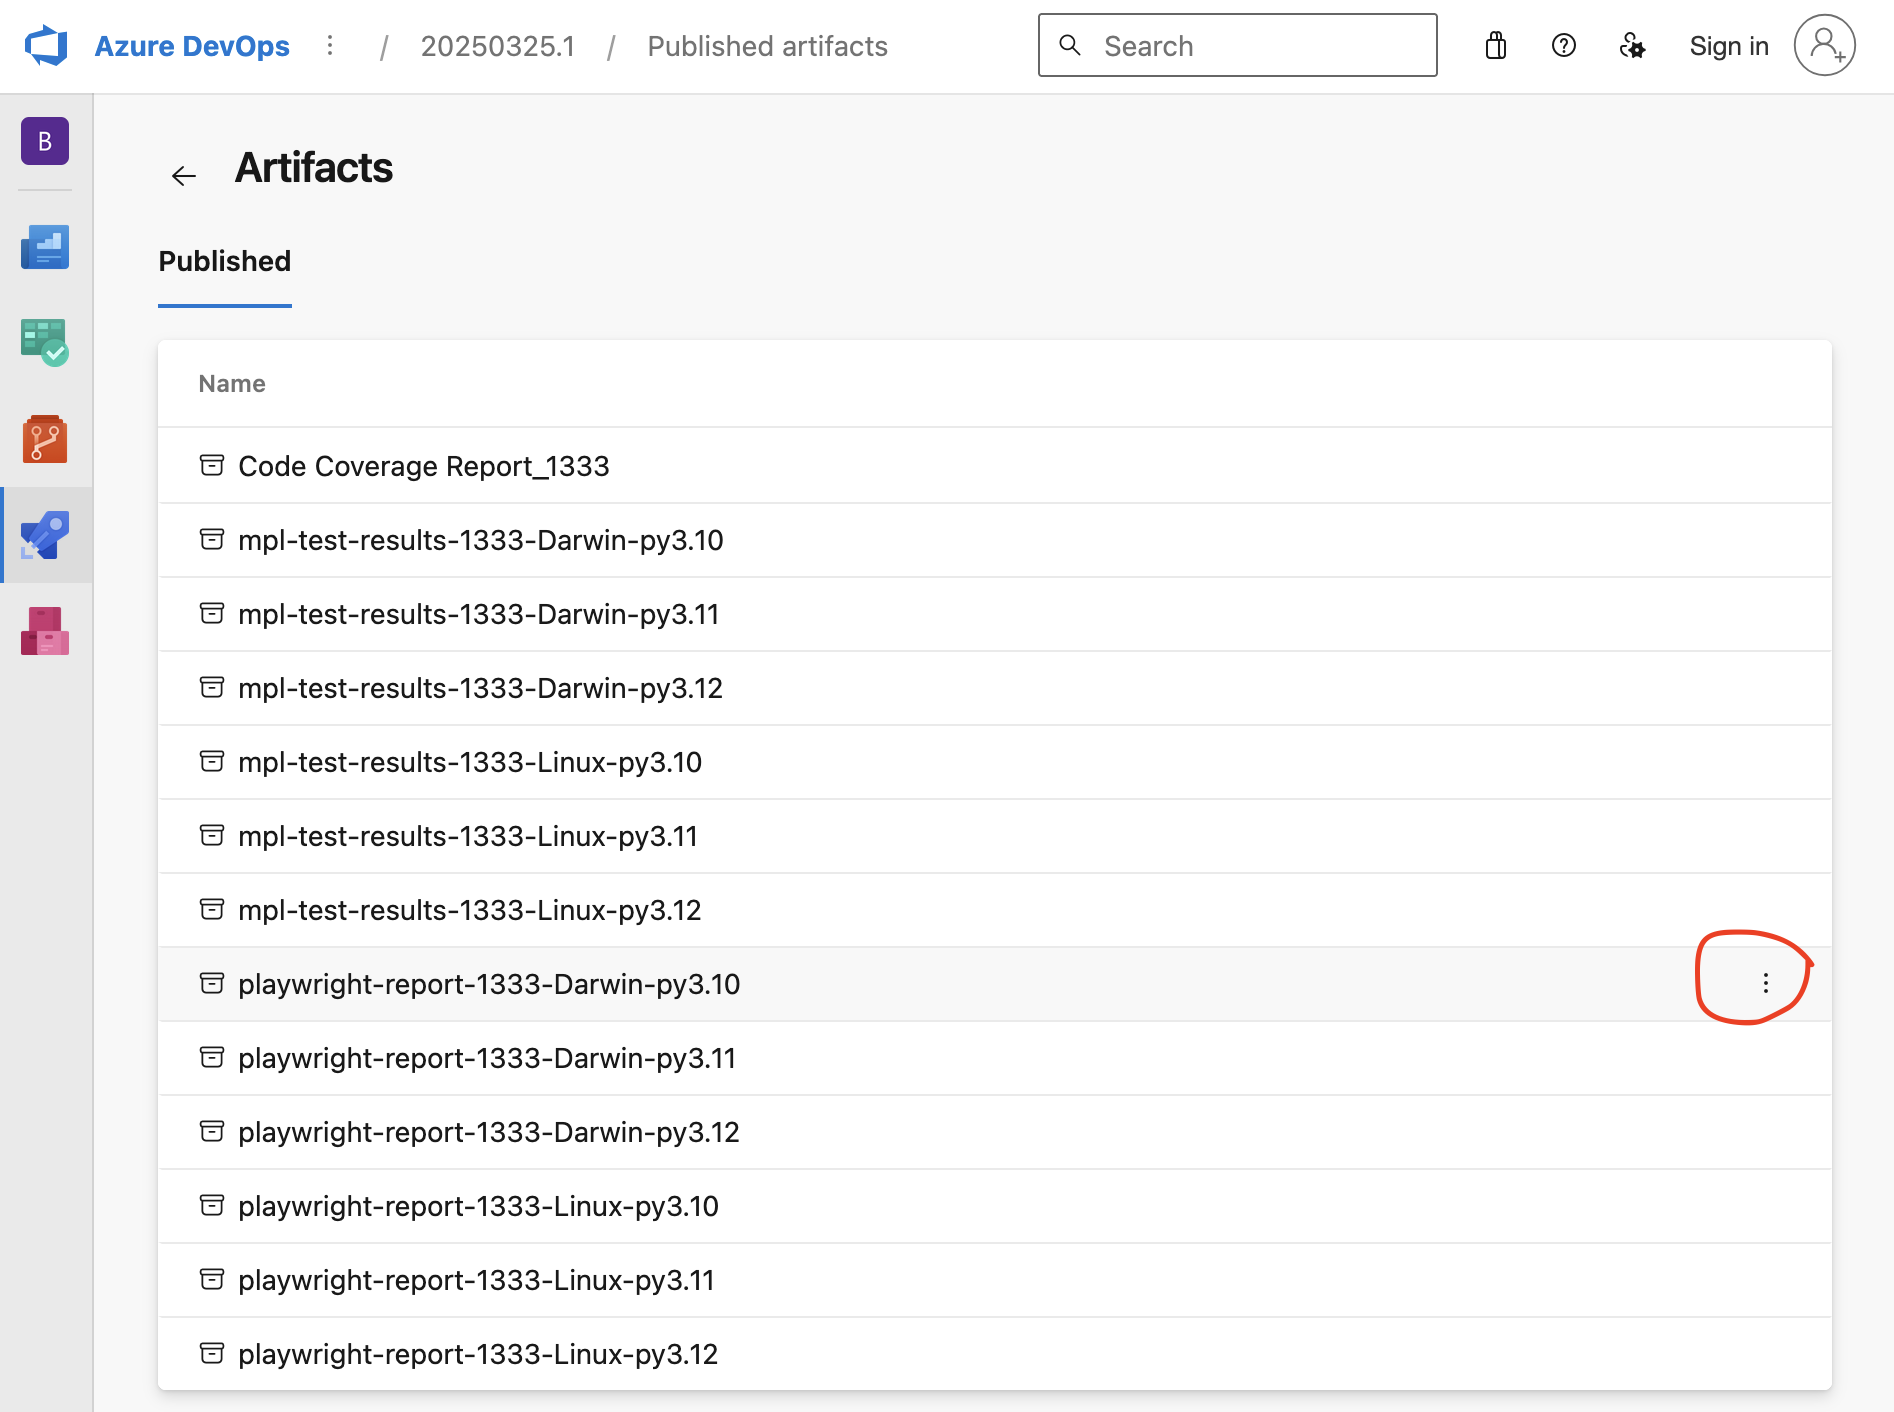 Azure DevOps / 20250325.1 / Published artifacts Search Sign in
B
Artifacts
Published
Name
Code Coverage Report_1333
mpl-test-results-1333-Darwin-py3.10
mpl-test-results-1333-Darwin-py3.11
mpl-test-results-1333-Darwin-py3.12
mpl-test-results-1333-Linux-py3.10
mpl-test-results-1333-Linux-py3.11
mpl-test-results-1333-Linux-py3.12
playwright-report-1333-Darwin-py3.10
playwright-report-1333-Darwin-py3.11
playwright-report-1333-Darwin-py3.12
playwright-report-1333-Linux-py3.10
playwright-report-1333-Linux-py3.11
playwright-report-1333-Linux-py3.12